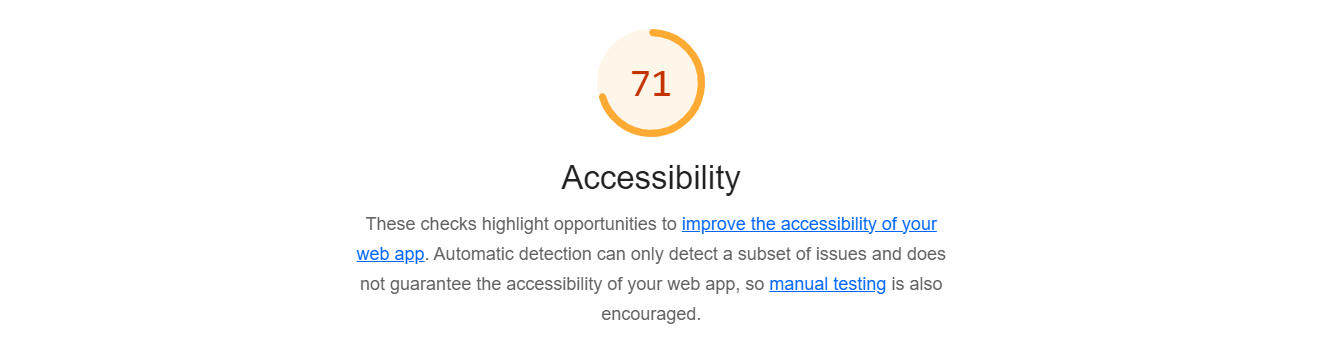 71
Accessibility
These checks highlight opportunities to improve the accessibility of your
web app. Automatic detection can only detect a subset of issues and does
not guarantee the accessibility of your web app, so manual testing is also
encouraged.